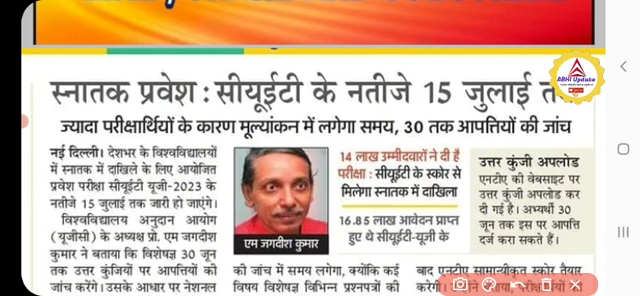 स्नातक प्रवेश : सीयूईटी के नतीजे 15 जुलाई
ABHI Update
ज्यादा परीक्षार्थियों के कारण मूल्यांकन में लगेगा समय, 30 तक आपत्तियों की जांच
नई दिल्ली। देशभर के विश्वविद्यालयों
में स्नातक में दाखिले के लिए आयोजित
प्रवेश परीक्षा सीयूईटी यूजी-2023 के
नतीजे 15 जुलाई तक जारी हो जाएंगे।
विश्वविद्यालय अनुदान आयोग
(यूजीसी) के अध्यक्ष प्रो. एम जगदीश
कुमार ने बताया कि विशेषज्ञ 30 जून
तक उत्तर कुंजियों पर आपत्तियों की
जांच करेंगे। उसके आधार पर नेशनल
एम जगदीश कुमार
14 लाख उम्मीदवारों ने दी है
परीक्षा : सीयूईटी के स्कोर से
मिलेगा स्नातक में दाखिला
16.85 लाख आवेदन प्राप्त
हुए थे सीयूईटी-यूजी के
उत्तर कुंजी अपलोड
एनटीए की वेबसाइट पर
उत्तर कुंजी अपलोड कर
दी गई है। अभ्यर्थी 30
जून तक इस पर आपत्ति
दर्ज करा सकते हैं।
की जांच में समय लगेगा, क्योंकि कई
विषय विशेषज्ञ विभिन्न प्रश्नपत्रों की
बाद एनटीए सामान्यीकृत स्कोर तैयार
करेगी।